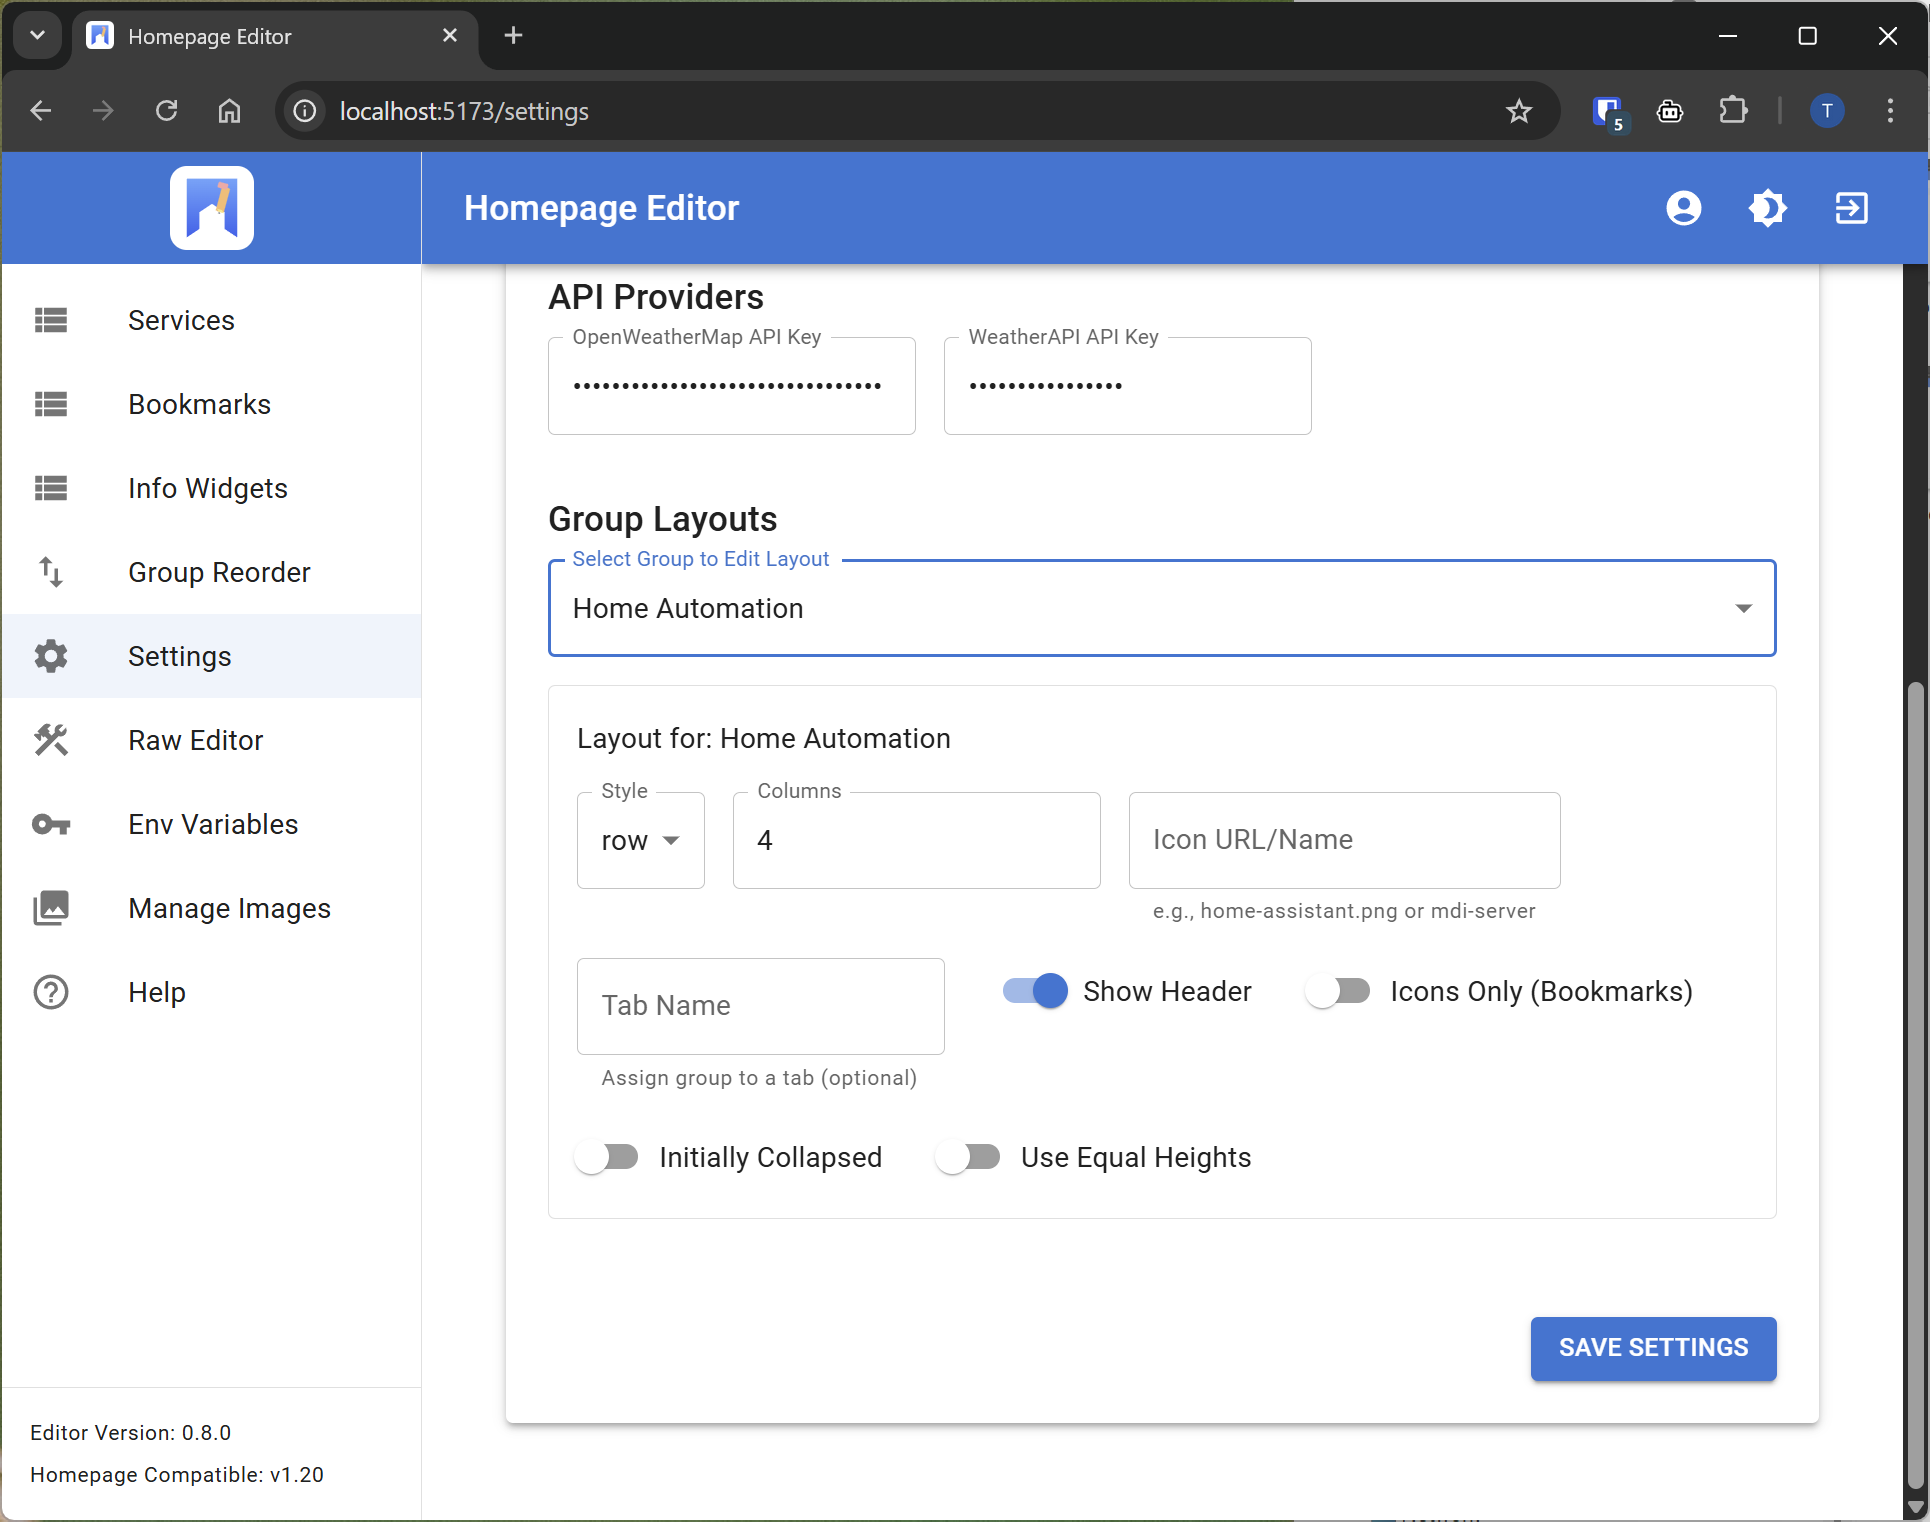 Homepage Editor
localhost:5173/settings
5
T
Homepage Editor
Services
Bookmarks
Info Widgets
Group Reorder
Settings
Raw Editor
Env Variables
Manage Images
Help
Editor Version: 0.8.0
Homepage Compatible: v1.20
API Providers
OpenWeatherMap API Key
••••••••••••••••••••••••••••••••
WeatherAPI API Key
••••••••••••••••
Group Layouts
Select Group to Edit Layout
Home Automation
Layout for: Home Automation
Style
row
Columns
4
Icon URL/Name
e.g., home-assistant.png or mdi-server
Tab Name
Assign group to a tab (optional)
Show Header
Icons Only (Bookmarks)
Initially Collapsed
Use Equal Heights
SAVE SETTINGS